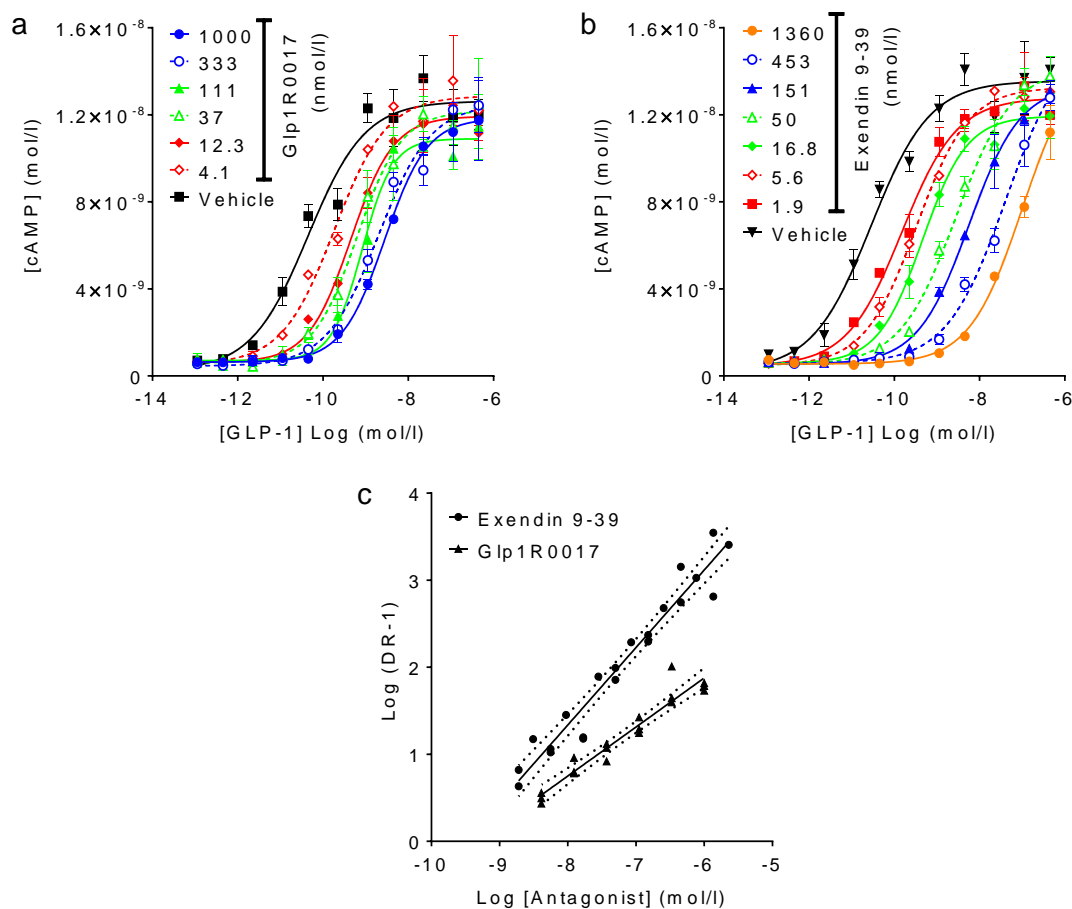 a
1.6×10⁻⁸
1.2×10⁻⁸
8×10⁻⁹
4×10⁻⁹
0
[cAMP] (mol/l)
1000
333
111
37
12.3
4.1
Vehicle
Glp1R0017
(nmol/l)
-14
-12
-10
-8
-6
[GLP-1] Log (mol/l)
b
1.6×10⁻⁸
1.2×10⁻⁸
8×10⁻⁹
4×10⁻⁹
0
[cAMP] (mol/l)
1360
453
151
50
16.8
5.6
1.9
Vehicle
Exendin 9-39
(nmol/l)
-14
-12
-10
-8
-6
[GLP-1] Log (mol/l)
c
4
3
2
1
0
Log (DR-1)
Exendin 9-39
Glp1R0017
-10
-9
-8
-7
-6
-5
Log [Antagonist] (mol/l)